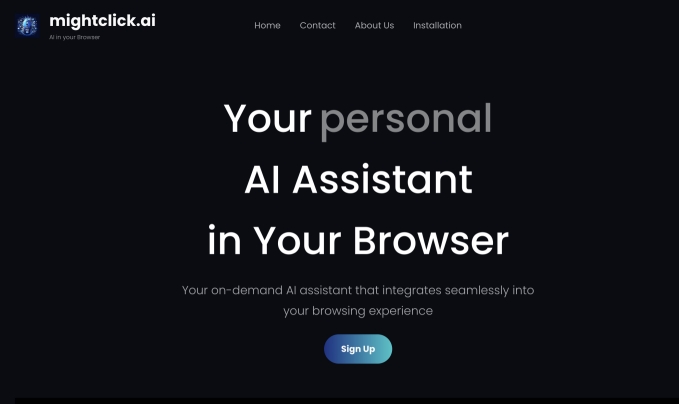 mightclick.ai
AI in your Browser
Home Contact About Us Installation
Your personal
AI Assistant
in Your Browser
Your on-demand AI assistant that integrates seamlessly into
your browsing experience
Sign Up